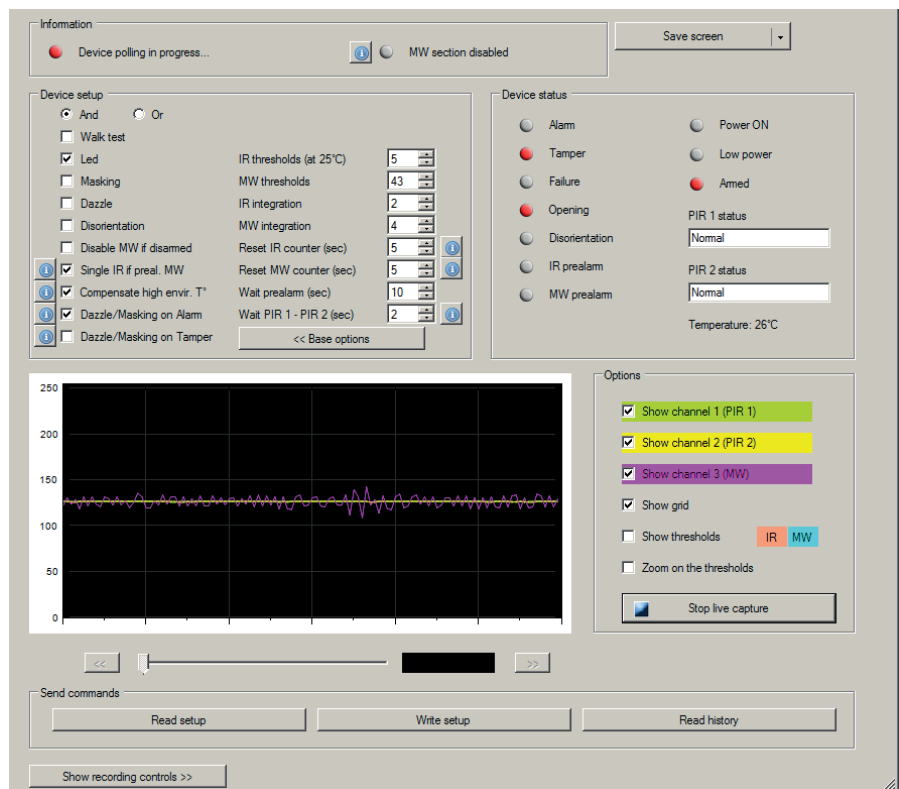 Information
Device polling in progress...
MW section disabled
Save screen
Device setup
And Or
Walk test
Led IR thresholds (at 25°C) 5
Masking MW thresholds 43
Dazzle IR integration 2
Disorientation MW integration 4
Disable MW if disarmed Reset IR counter (sec) 5
Single IR if preal. MW Reset MW counter (sec) 5
Compensate high envir. T° Wait prealarm (sec) 10
Dazzle/Masking on Alarm Wait PIR 1 - PIR 2 (sec) 2
Dazzle/Masking on Tamper << Base options
Device status
Alarm Power ON
Tamper Low power
Failure Armed
Opening PIR 1 status
Disorientation Normal
IR prealarm PIR 2 status
MW prealarm Normal
Temperature: 26°C
250
200
150
100
50
0
Options
Show channel 1 (PIR 1)
Show channel 2 (PIR 2)
Show channel 3 (MW)
Show grid
Show thresholds IR MW
Zoom on the thresholds
Stop live capture
<< >>
Send commands
Read setup Write setup Read history
Show recording controls >>